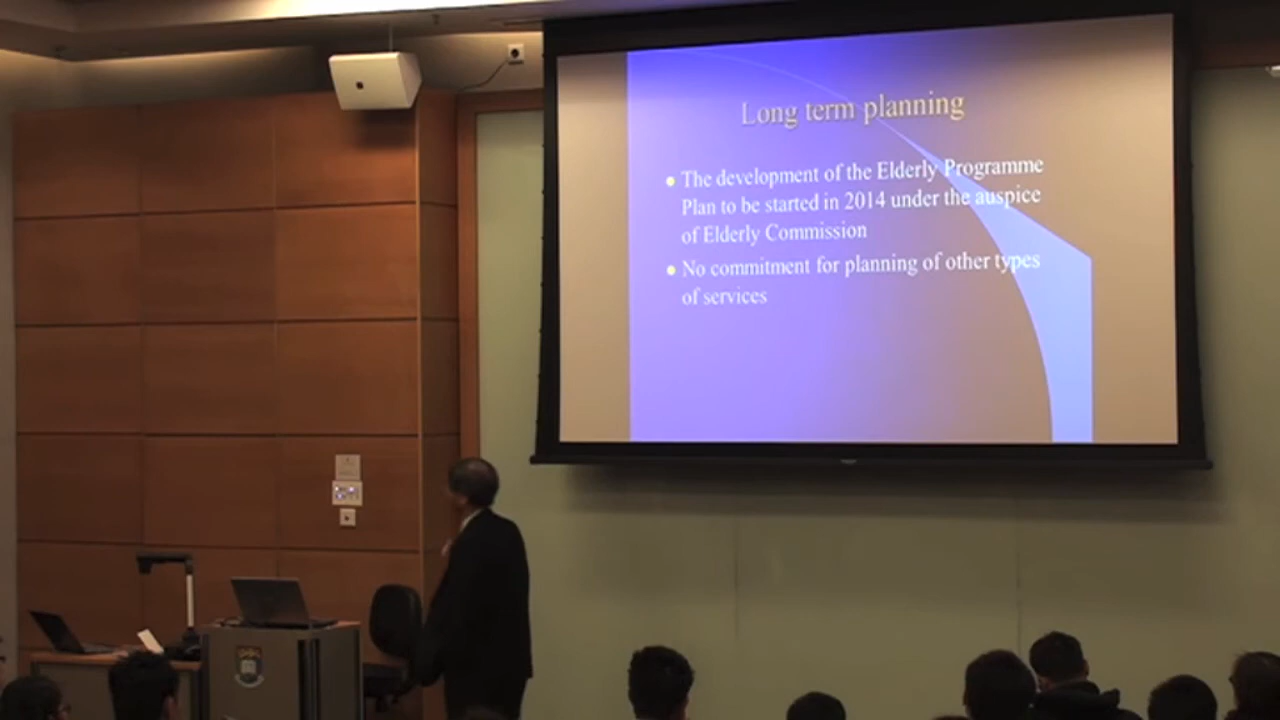 Long term planning
The development of the Elderly Programme
Plan to be started in 2014 under the auspice
of Elderly Commission
No commitment for planning of other types
of services